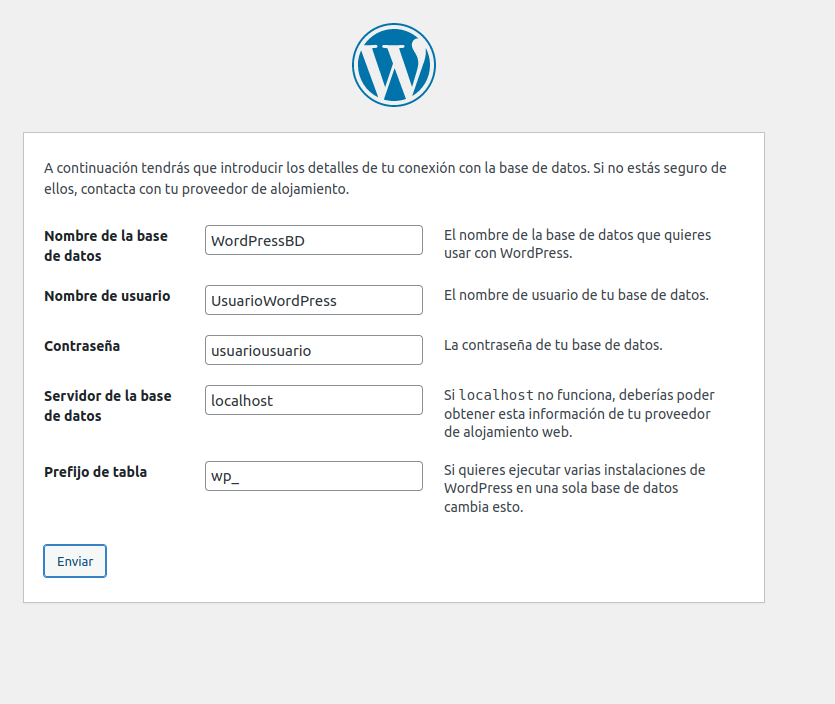 A continuación tendrás que introducir los detalles de tu conexión con la base de datos. Si no estás seguro de
ellos, contacta con tu proveedor de alojamiento.
Nombre de la base
de datos
WordPressBD
El nombre de la base de datos que quieres
usar con WordPress.
Nombre de usuario
UsuarioWordPress
El nombre de usuario de tu base de datos.
Contraseña
usuariousuario
La contraseña de tu base de datos.
Servidor de la base
de datos
localhost
Si localhost no funciona, deberías poder
obtener esta información de tu proveedor
de alojamiento web.
Prefijo de tabla
wp_
Si quieres ejecutar varias instalaciones de
WordPress en una sola base de datos
cambia esto.
Enviar